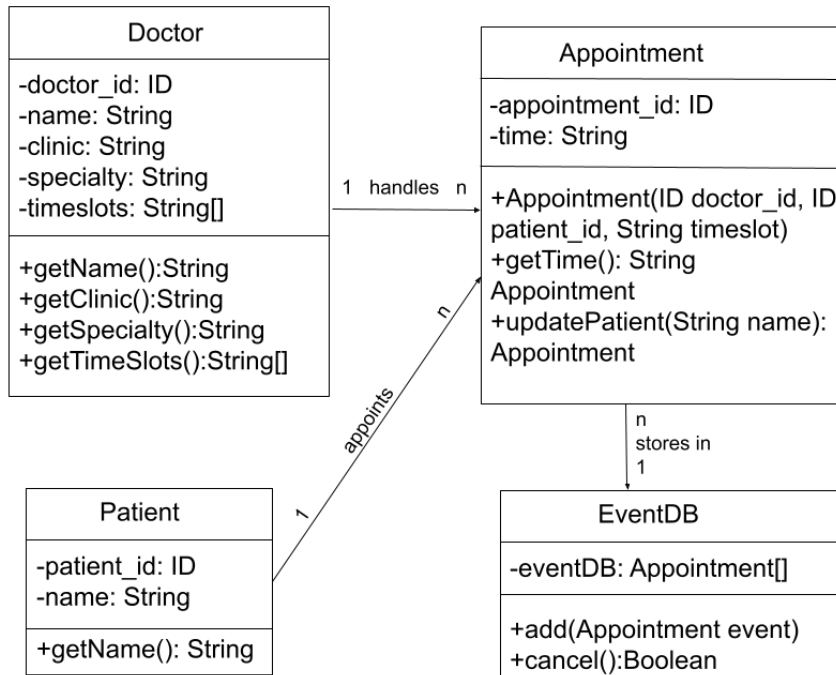 Doctor
-doctor_id: ID
-name: String
-clinic: String
-specialty: String
-timeslots: String[]
+getName():String
+getClinic():String
+getSpecialty():String
+getTimeSlots():String[]
1 handles n
Appointment
-appointment_id: ID
-time: String
+Appointment(ID doctor_id, ID
patient_id, String timeslot)
+getTime(): String
Appointment
+updatePatient(String name):
Appointment
1 appoints n
n
stores in
1
Patient
-patient_id: ID
-name: String
+getName(): String
EventDB
-eventDB: Appointment[]
+add(Appointment event)
+cancel():Boolean